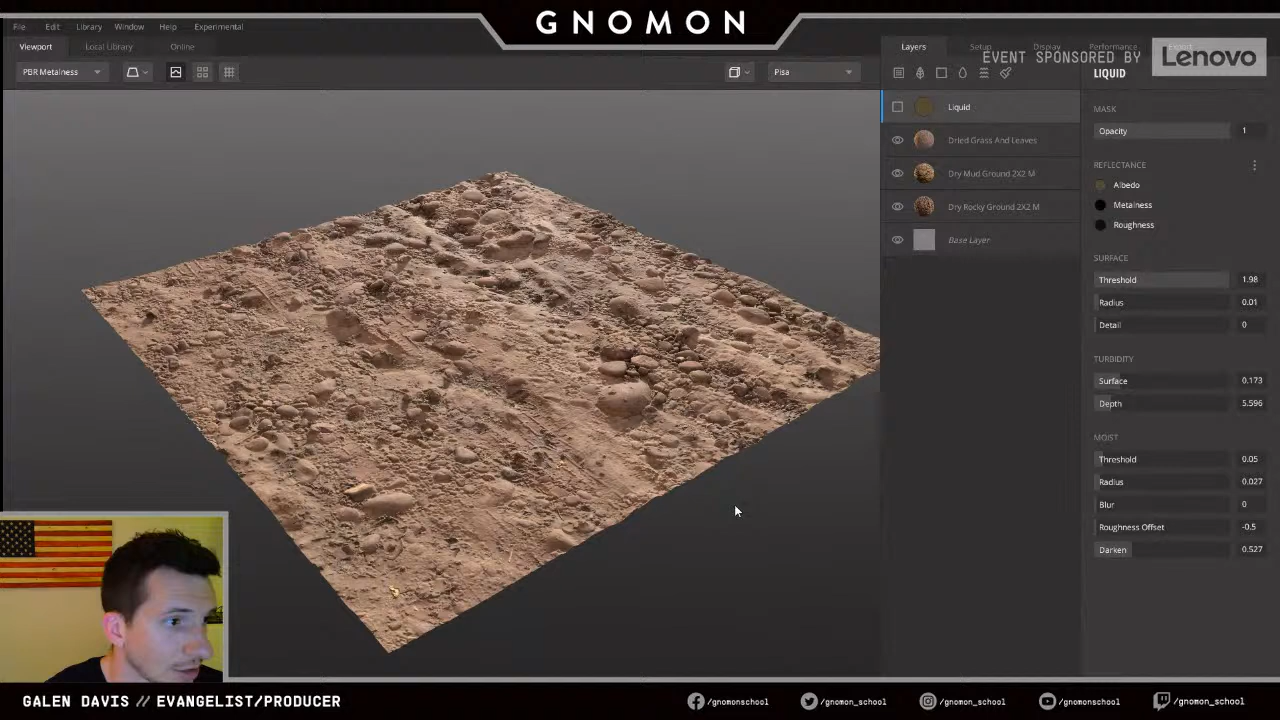 GNOMON
EVENT SPONSORED BY
Lenovo
File Edit Library Window Help Experimental
Viewport Local Library Online
PBR Metalness
Pisa
Layers Setup Display Performance
Liquid
Dried Grass And Leaves
Dry Mud Ground 2X2 M
Dry Rocky Ground 2X2 M
Base Layer
LIQUID
MASK
Opacity 1
REFLECTANCE
Albedo
Metalness
Roughness
SURFACE
Threshold 1.98
Radius 0.01
Detail 0
TURBIDITY
Surface 0.173
Depth 5.596
MOIST
Threshold 0.05
Radius 0.027
Blur 0
Roughness Offset -0.5
Darken 0.527
GALEN DAVIS // EVANGELIST/PRODUCER
/gnomonschool /gnomon_school /gnomon_school /gnomonschool /gnomon_school